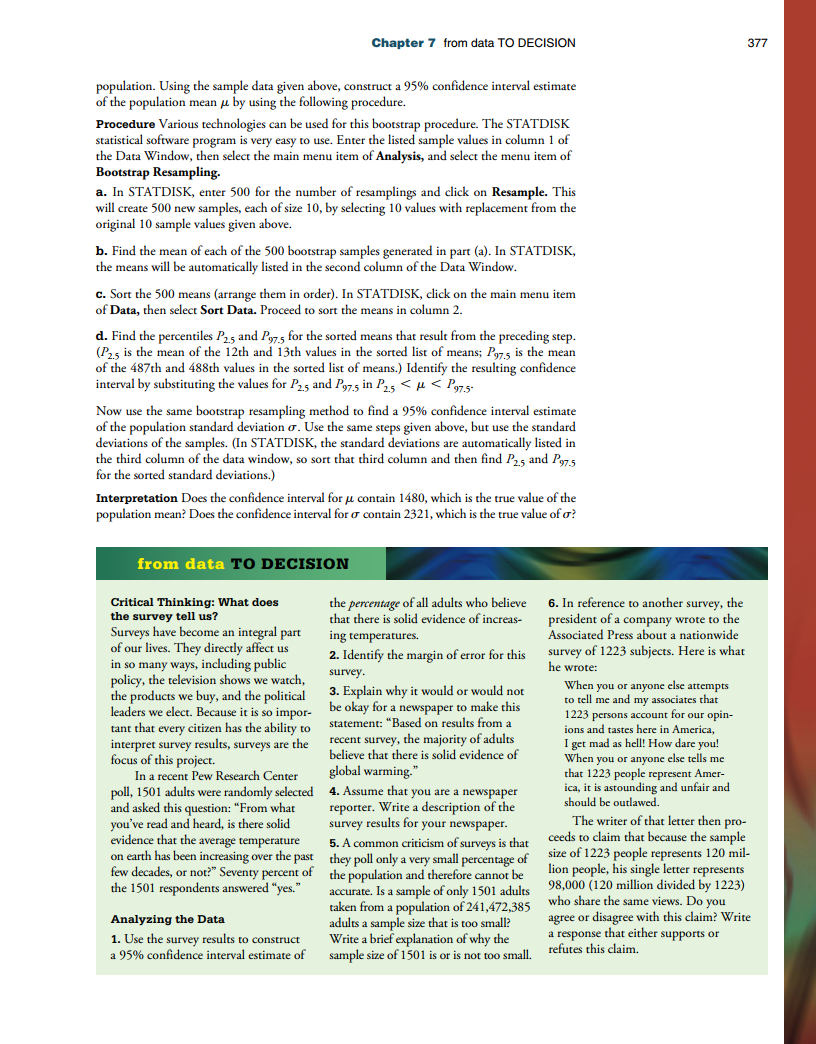 Chapter 7 from data TO DECISION 377
population. Using the sample data given above, construct a 95% confidence interval estimate
of the population mean μ by using the following procedure.
Procedure Various technologies can be used for this bootstrap procedure. The STATDISK
statistical software program is very easy to use. Enter the listed sample values in column 1 of
the Data Window, then select the main menu item of Analysis, and select the menu item of
Bootstrap Resampling.
a. In STATDISK, enter 500 for the number of resamplings and click on Resample. This
will create 500 new samples, each of size 10, by selecting 10 values with replacement from the
original 10 sample values given above.
b. Find the mean of each of the 500 bootstrap samples generated in part (a). In STATDISK,
the means will be automatically listed in the second column of the Data Window.
c. Sort the 500 means (arrange them in order). In STATDISK, click on the main menu item
of Data, then select Sort Data. Proceed to sort the means in column 2.
d. Find the percentiles P2.5 and P97.5 for the sorted means that result from the preceding step.
(P2.5 is the mean of the 12th and 13th values in the sorted list of means; P97.5 is the mean
of the 487th and 488th values in the sorted list of means.) Identify the resulting confidence
interval by substituting the values for P2.5 and P97.5 in P2.5 < μ < P97.5.
Now use the same bootstrap resampling method to find a 95% confidence interval estimate
of the population standard deviation σ. Use the same steps given above, but use the standard
deviations of the samples. (In STATDISK, the standard deviations are automatically listed in
the third column of the data window, so sort that third column and then find P2.5 and P97.5
for the sorted standard deviations.)
Interpretation Does the confidence interval for μ contain 1480, which is the true value of the
population mean? Does the confidence interval for σ contain 2321, which is the true value of σ?
from data TO DECISION
Critical Thinking: What does
the survey tell us?
Surveys have become an integral part
of our lives. They directly affect us
in so many ways, including public
policy, the television shows we watch,
the products we buy, and the political
leaders we elect. Because it is so impor-
tant that every citizen has the ability to
interpret survey results, surveys are the
focus of this project.
In a recent Pew Research Center
poll, 1501 adults were randomly selected
and asked this question: “From what
you’ve read and heard, is there solid
evidence that the average temperature
on earth has been increasing over the past
few decades, or not?” Seventy percent of
the 1501 respondents answered “yes.”
Analyzing the Data
1. Use the survey results to construct
a 95% confidence interval estimate of
the percentage of all adults who believe
that there is solid evidence of increas-
ing temperatures.
2. Identify the margin of error for this
survey.
3. Explain why it would or would not
be okay for a newspaper to make this
statement: “Based on results from a
recent survey, the majority of adults
believe that there is solid evidence of
global warming.”
4. Assume that you are a newspaper
reporter. Write a description of the
survey results for your newspaper.
5. A common criticism of surveys is that
they poll only a very small percentage of
the population and therefore cannot be
accurate. Is a sample of only 1501 adults
taken from a population of 241,472,385
adults a sample size that is too small?
Write a brief explanation of why the
sample size of 1501 is or is not too small.
6. In reference to another survey, the
president of a company wrote to the
Associated Press about a nationwide
survey of 1223 subjects. Here is what
he wrote:
When you or anyone else attempts
to tell me and my associates that
1223 persons account for our opin-
ions and tastes here in America,
I get mad as hell! How dare you!
When you or anyone else tells me
that 1223 people represent Amer-
ica, it is astounding and unfair and
should be outlawed.
The writer of that letter then pro-
ceeds to claim that because the sample
size of 1223 people represents 120 mil-
lion people, his single letter represents
98,000 (120 million divided by 1223)
who share the same views. Do you
agree or disagree with this claim? Write
a response that either supports or
refutes this claim.